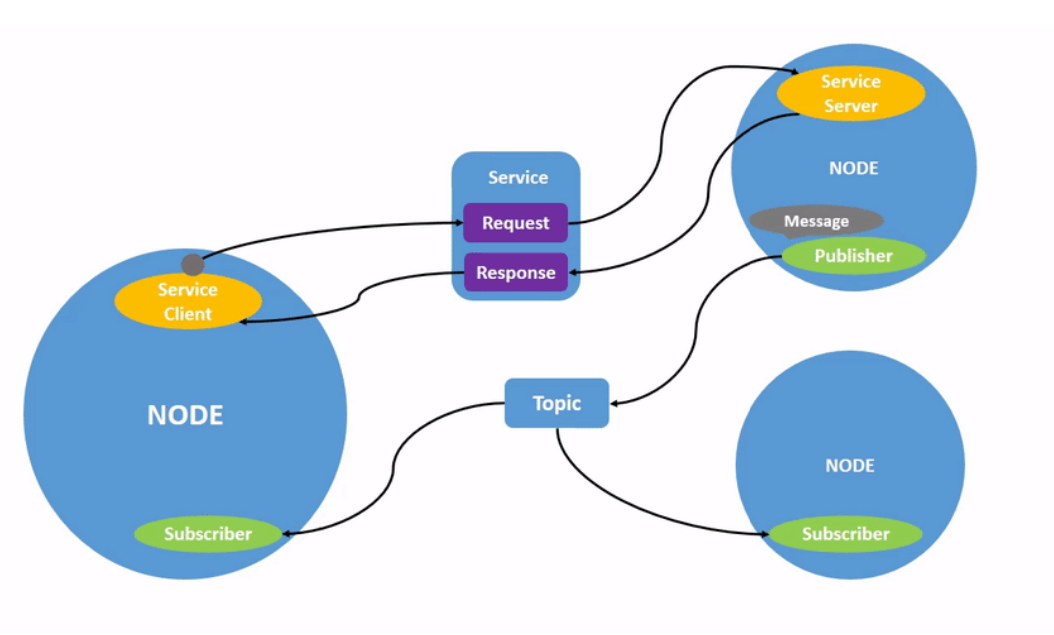 Service
Server
NODE
Message
Publisher
Service
Request
Response
Service
Client
NODE
Subscriber
Topic
NODE
Subscriber